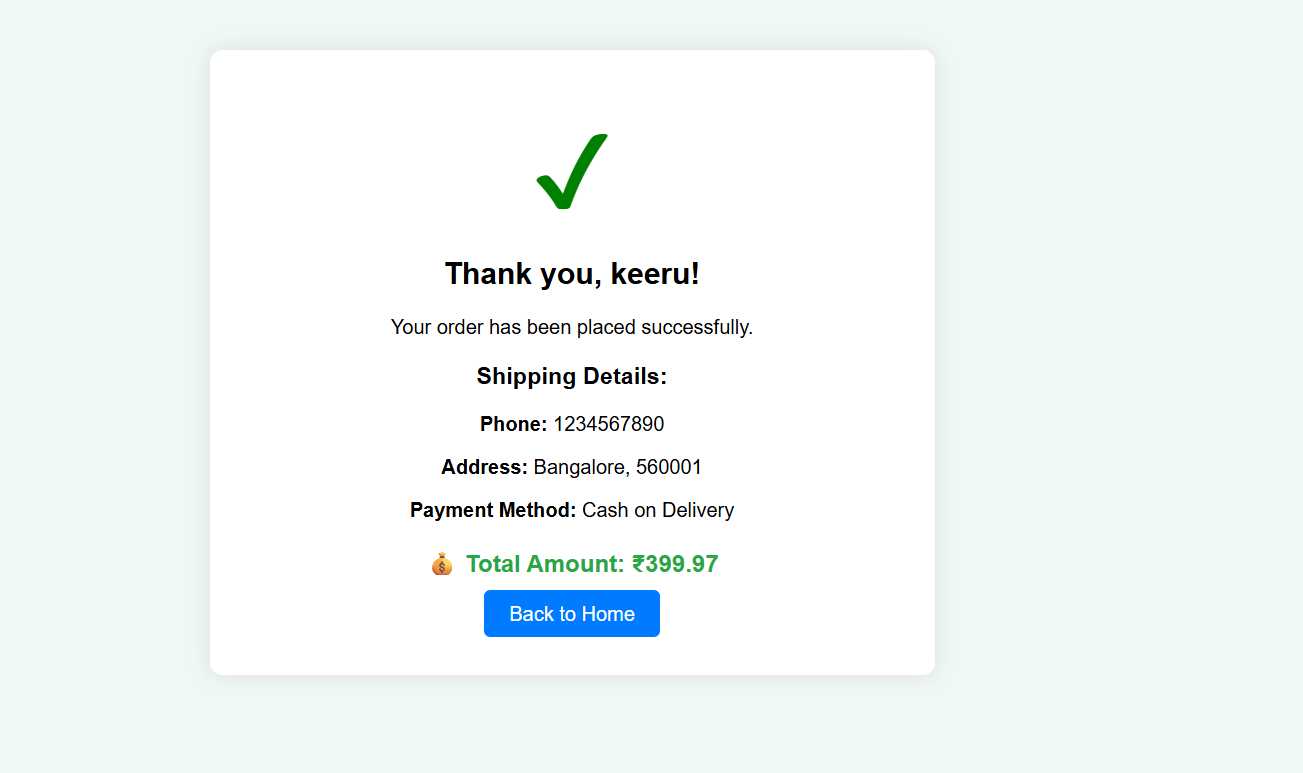 Thank you, keeru!
Your order has been placed successfully.
Shipping Details:
Phone: 1234567890
Address: Bangalore, 560001
Payment Method: Cash on Delivery
Total Amount: ₹399.97
Back to Home